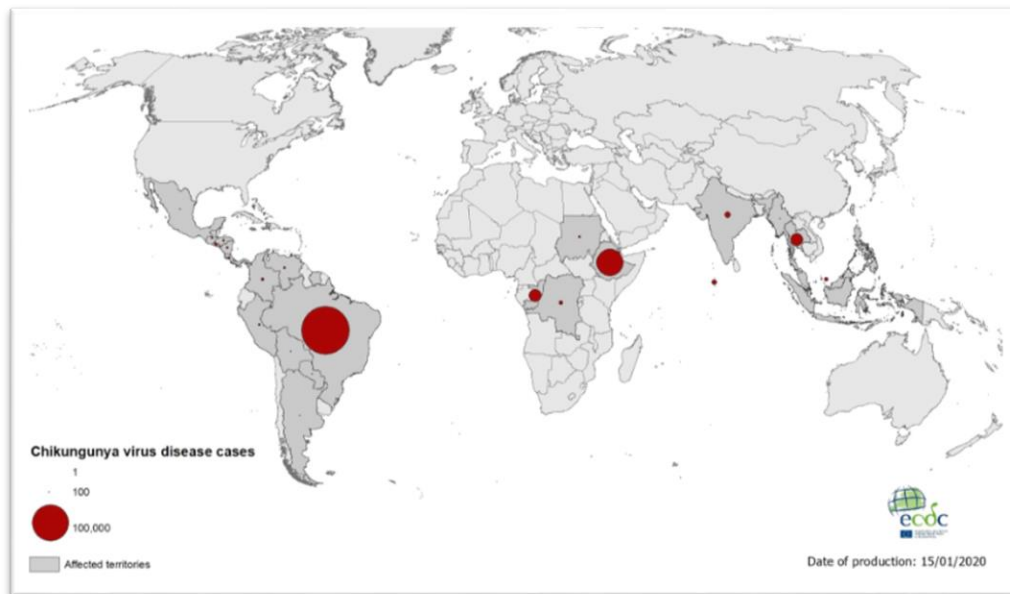 Chikungunya virus disease cases
1
100
100,000
Affected territories
ecdc
Date of production: 15/01/2020